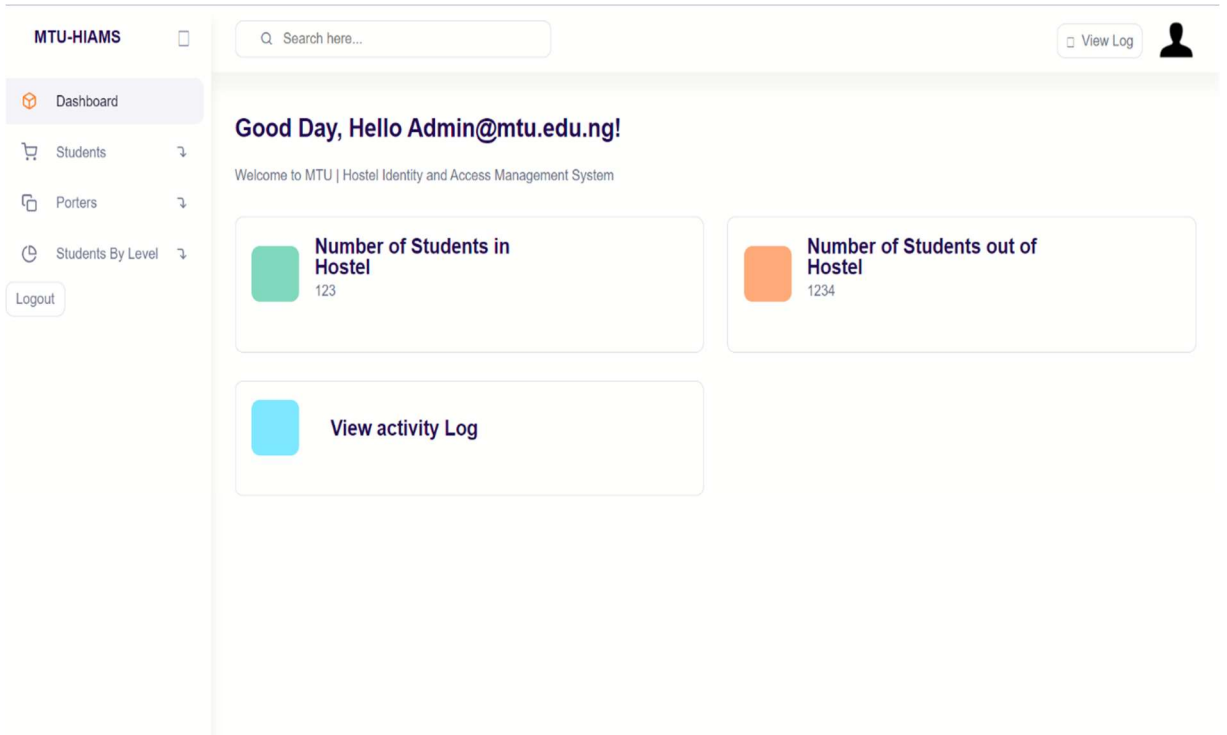 MTU-HIAMS
Search here...
View Log
Dashboard
Students
Porters
Students By Level
Logout
Good Day, Hello Admin@mtu.edu.ng!
Welcome to MTU | Hostel Identity and Access Management System
Number of Students in
Hostel
123
Number of Students out of
Hostel
1234
View activity Log